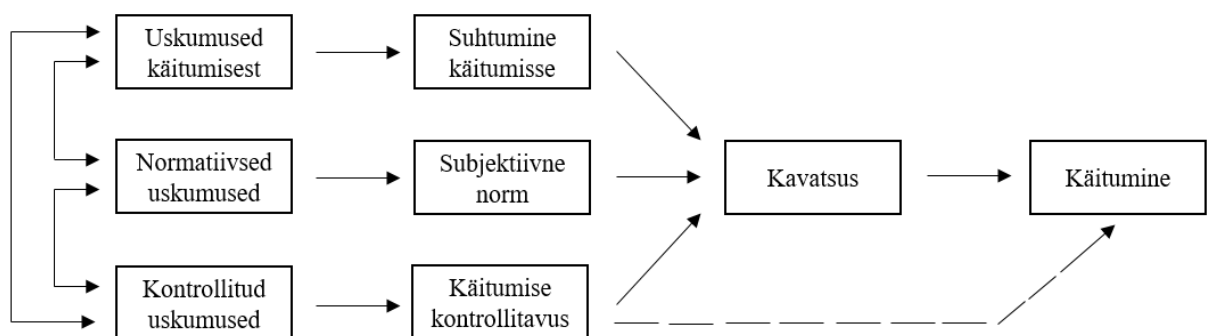 Uskumused
käitumisest
Suhtumine
käitumisse
Normatiivsed
uskumused
Subjektiivne
norm
Kavatsus
Käitumine
Kontrollitud
uskumused
Käitumise
kontrollitavus